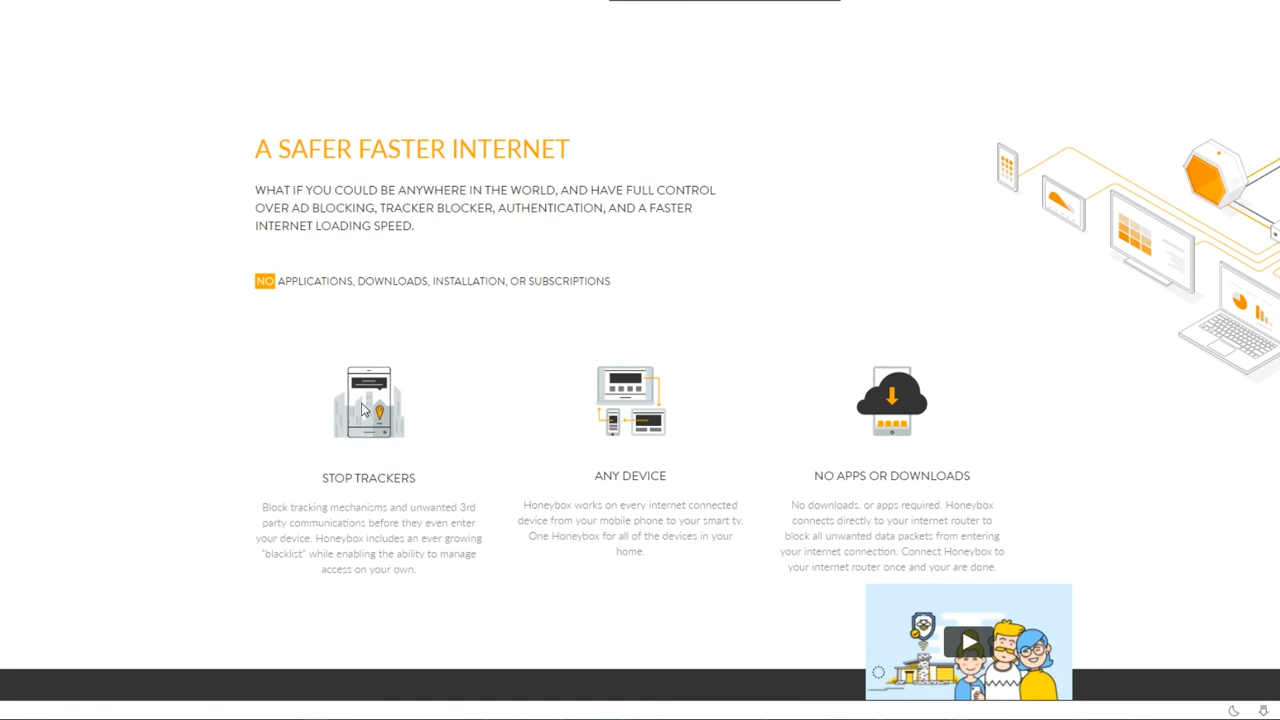 A SAFER FASTER INTERNET
WHAT IF YOU COULD BE ANYWHERE IN THE WORLD, AND HAVE FULL CONTROL
OVER AD BLOCKING, TRACKER BLOCKER, AUTHENTICATION, AND A FASTER
INTERNET LOADING SPEED.
NO APPLICATIONS, DOWNLOADS, INSTALLATION, OR SUBSCRIPTIONS
STOP TRACKERS
Block tracking mechanisms and unwanted 3rd
party communications before they even enter
your device. Honeybox includes an ever growing
"blacklist" while enabling the ability to manage
access on your own.
ANY DEVICE
Honeybox works on every internet connected
device from your mobile phone to your smart tv.
One Honeybox for all of the devices in your
home.
NO APPS OR DOWNLOADS
No downloads, or apps required. Honeybox
connects directly to your internet router to
block all unwanted data packets from entering
your internet connection. Connect Honeybox to
your internet router once and your are done.